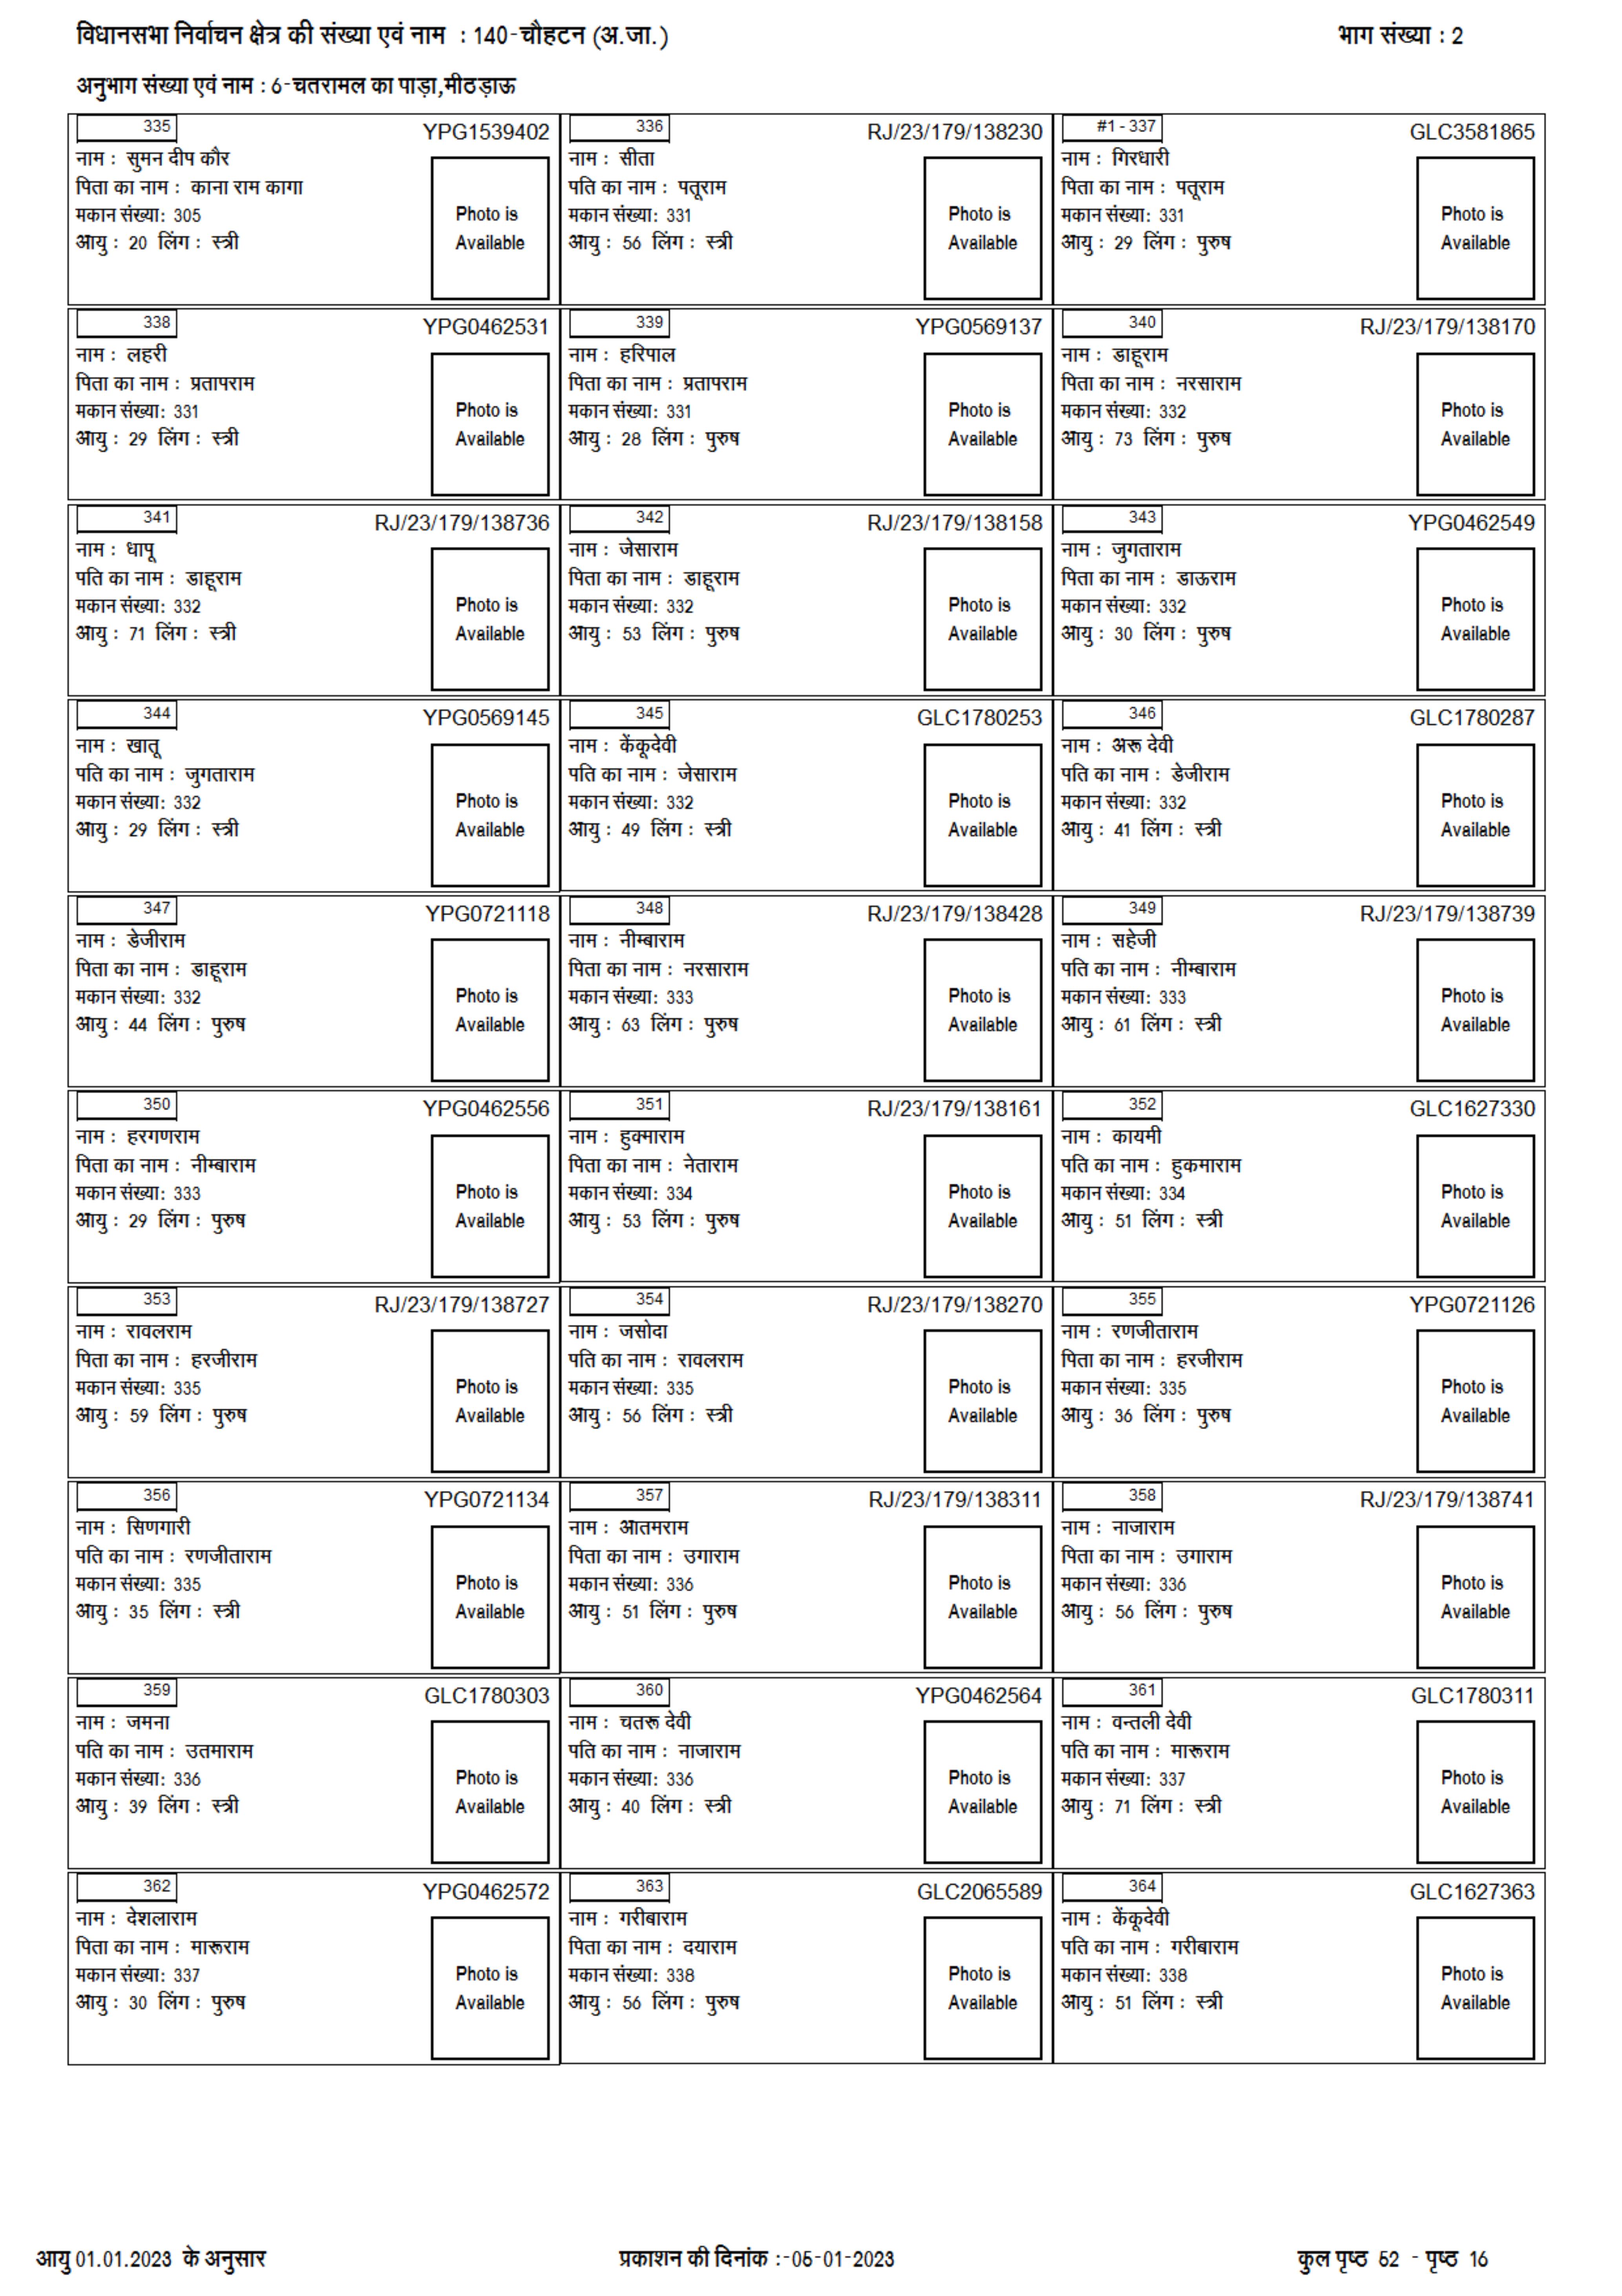 विधानसभा निर्वाचन क्षेत्र की संख्या एवं नाम : 140-चौहटन (अ.जा.)
भाग संख्या : 2
अनुभाग संख्या एवं नाम : 6-चतरामल का पाड़ा,मीठड़ाऊ
335
YPG1539402
नाम : सुमन दीप कौर
पिता का नाम : काना राम कागा
मकान संख्या: 305
आयु : 20 लिंग : स्त्री
Photo is
Available
336
RJ/23/179/138230
नाम : सीता
पति का नाम : पतूराम
मकान संख्या: 331
आयु : 56 लिंग : स्त्री
Photo is
Available
#1 - 337
GLC3581865
नाम : गिरधारी
पिता का नाम : पतूराम
मकान संख्या: 331
आयु : 29 लिंग : पुरुष
Photo is
Available
338
YPG0462531
नाम : लहरी
पिता का नाम : प्रतापराम
मकान संख्या: 331
आयु : 29 लिंग : स्त्री
Photo is
Available
339
YPG0569137
नाम : हरिपाल
पिता का नाम : प्रतापराम
मकान संख्या: 331
आयु : 28 लिंग : पुरुष
Photo is
Available
340
RJ/23/179/138170
नाम : डाहूराम
पिता का नाम : नरसाराम
मकान संख्या: 332
आयु : 73 लिंग : पुरुष
Photo is
Available
341
RJ/23/179/138736
नाम : धापू
पति का नाम : डाहूराम
मकान संख्या: 332
आयु : 71 लिंग : स्त्री
Photo is
Available
342
RJ/23/179/138158
नाम : जेसाराम
पिता का नाम : डाहूराम
मकान संख्या: 332
आयु : 53 लिंग : पुरुष
Photo is
Available
343
YPG0462549
नाम : जुगताराम
पिता का नाम : डाऊराम
मकान संख्या: 332
आयु : 30 लिंग : पुरुष
Photo is
Available
344
YPG0569145
नाम : खातू
पति का नाम : जुगताराम
मकान संख्या: 332
आयु : 29 लिंग : स्त्री
Photo is
Available
345
GLC1780253
नाम : केंकूदेवी
पति का नाम : जेसाराम
मकान संख्या: 332
आयु : 49 लिंग : स्त्री
Photo is
Available
346
GLC1780287
नाम : अरू देवी
पति का नाम : डेजीराम
मकान संख्या: 332
आयु : 41 लिंग : स्त्री
Photo is
Available
347
YPG0721118
नाम : डेजीराम
पिता का नाम : डाहूराम
मकान संख्या: 332
आयु : 44 लिंग : पुरुष
Photo is
Available
348
RJ/23/179/138428
नाम : नीम्बाराम
पिता का नाम : नरसाराम
मकान संख्या: 333
आयु : 63 लिंग : पुरुष
Photo is
Available
349
RJ/23/179/138739
नाम : सहेजी
पति का नाम : नीम्बाराम
मकान संख्या: 333
आयु : 61 लिंग : स्त्री
Photo is
Available
350
YPG0462556
नाम : हरगणराम
पिता का नाम : नीम्बाराम
मकान संख्या: 333
आयु : 29 लिंग : पुरुष
Photo is
Available
351
RJ/23/179/138161
नाम : हुक्माराम
पिता का नाम : नेताराम
मकान संख्या: 334
आयु : 53 लिंग : पुरुष
Photo is
Available
352
GLC1627330
नाम : कायमी
पति का नाम : हुकमाराम
मकान संख्या: 334
आयु : 51 लिंग : स्त्री
Photo is
Available
353
RJ/23/179/138727
नाम : रावलराम
पिता का नाम : हरजीराम
मकान संख्या: 335
आयु : 59 लिंग : पुरुष
Photo is
Available
354
RJ/23/179/138270
नाम : जसोदा
पति का नाम : रावलराम
मकान संख्या: 335
आयु : 56 लिंग : स्त्री
Photo is
Available
355
YPG0721126
नाम : रणजीताराम
पिता का नाम : हरजीराम
मकान संख्या: 335
आयु : 36 लिंग : पुरुष
Photo is
Available
356
YPG0721134
नाम : सिणगारी
पति का नाम : रणजीताराम
मकान संख्या: 335
आयु : 35 लिंग : स्त्री
Photo is
Available
357
RJ/23/179/138311
नाम : आतमराम
पिता का नाम : उगाराम
मकान संख्या: 336
आयु : 51 लिंग : पुरुष
Photo is
Available
358
RJ/23/179/138741
नाम : नाजाराम
पिता का नाम : उगाराम
मकान संख्या: 336
आयु : 56 लिंग : पुरुष
Photo is
Available
359
GLC1780303
नाम : जमना
पति का नाम : उतमाराम
मकान संख्या: 336
आयु : 39 लिंग : स्त्री
Photo is
Available
360
YPG0462564
नाम : चतरू देवी
पति का नाम : नाजाराम
मकान संख्या: 336
आयु : 40 लिंग : स्त्री
Photo is
Available
361
GLC1780311
नाम : वन्तली देवी
पति का नाम : मारूराम
मकान संख्या: 337
आयु : 71 लिंग : स्त्री
Photo is
Available
362
YPG0462572
नाम : देशलाराम
पिता का नाम : मारूराम
मकान संख्या: 337
आयु : 30 लिंग : पुरुष
Photo is
Available
363
GLC2065589
नाम : गरीबाराम
पिता का नाम : दयाराम
मकान संख्या: 338
आयु : 56 लिंग : पुरुष
Photo is
Available
364
GLC1627363
नाम : केंकूदेवी
पति का नाम : गरीबाराम
मकान संख्या: 338
आयु : 51 लिंग : स्त्री
Photo is
Available
आयु 01.01.2023 के अनुसार
प्रकाशन की दिनांक :-05-01-2023
कुल पृष्ठ 52 - पृष्ठ 16